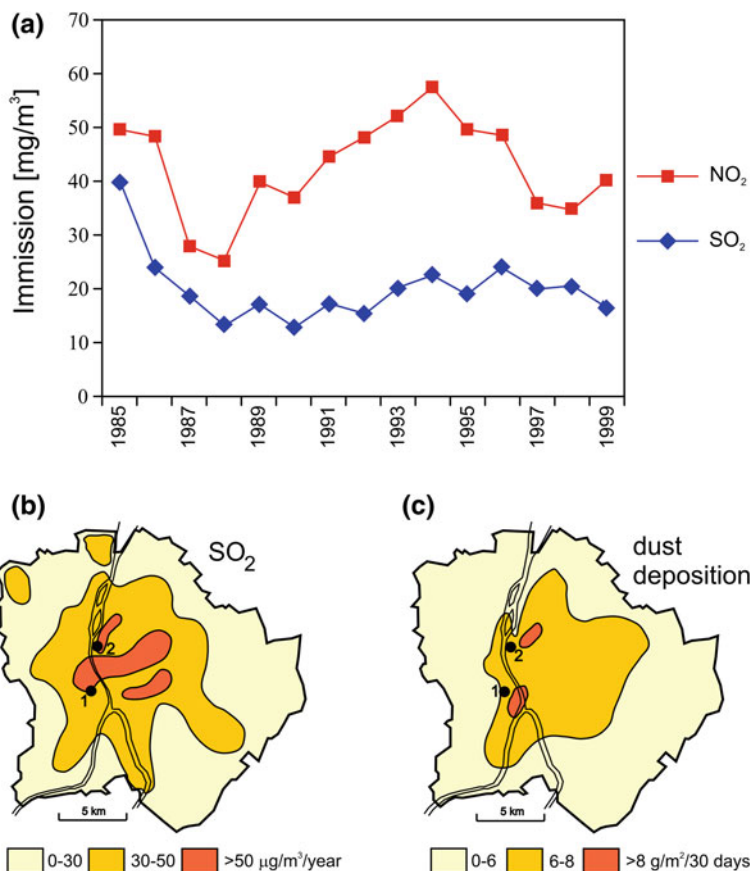 (a)
Immission [mg/m³]
70
60
50
40
30
20
10
0
1985
1987
1989
1991
1993
1995
1997
1999
NO₂
SO₂
(b)
SO₂
2
1
5 km
0-30 30-50 >50 µg/m³/year
(c)
dust
deposition
2
1
5 km
0-6 6-8 >8 g/m²/30 days